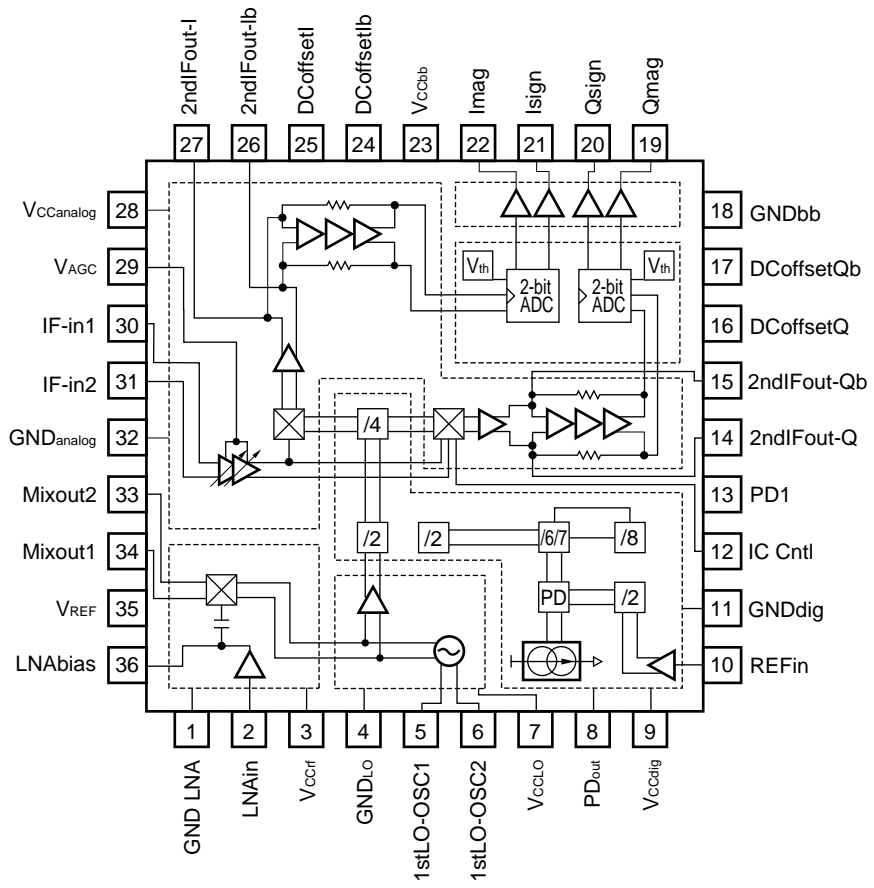 2ndIFout-I
2ndIFout-Ib
DCoffsetI
DCoffsetIb
VCCbb
Imag
Isign
Qsign
Qmag
27
26
25
24
23
22
21
20
19
VCCanalog
28
VAGC
29
IF-in1
30
IF-in2
31
GNDanalog
32
Mixout2
33
Mixout1
34
VREF
35
LNAbias
36
18
GNDbb
17
DCoffsetQb
16
DCoffsetQ
15
2ndIFout-Qb
14
2ndIFout-Q
13
PD1
12
IC Cntl
11
GNDdig
10
REFin
Vth
2-bit
ADC
2-bit
ADC
Vth
/4
/2
/2
/6/7
/8
PD
/2
1
2
3
4
5
6
7
8
9
GND LNA
LNAin
VCCrf
GNDLO
1stLO-OSC1
1stLO-OSC2
VCCLO
PDout
VCCdig